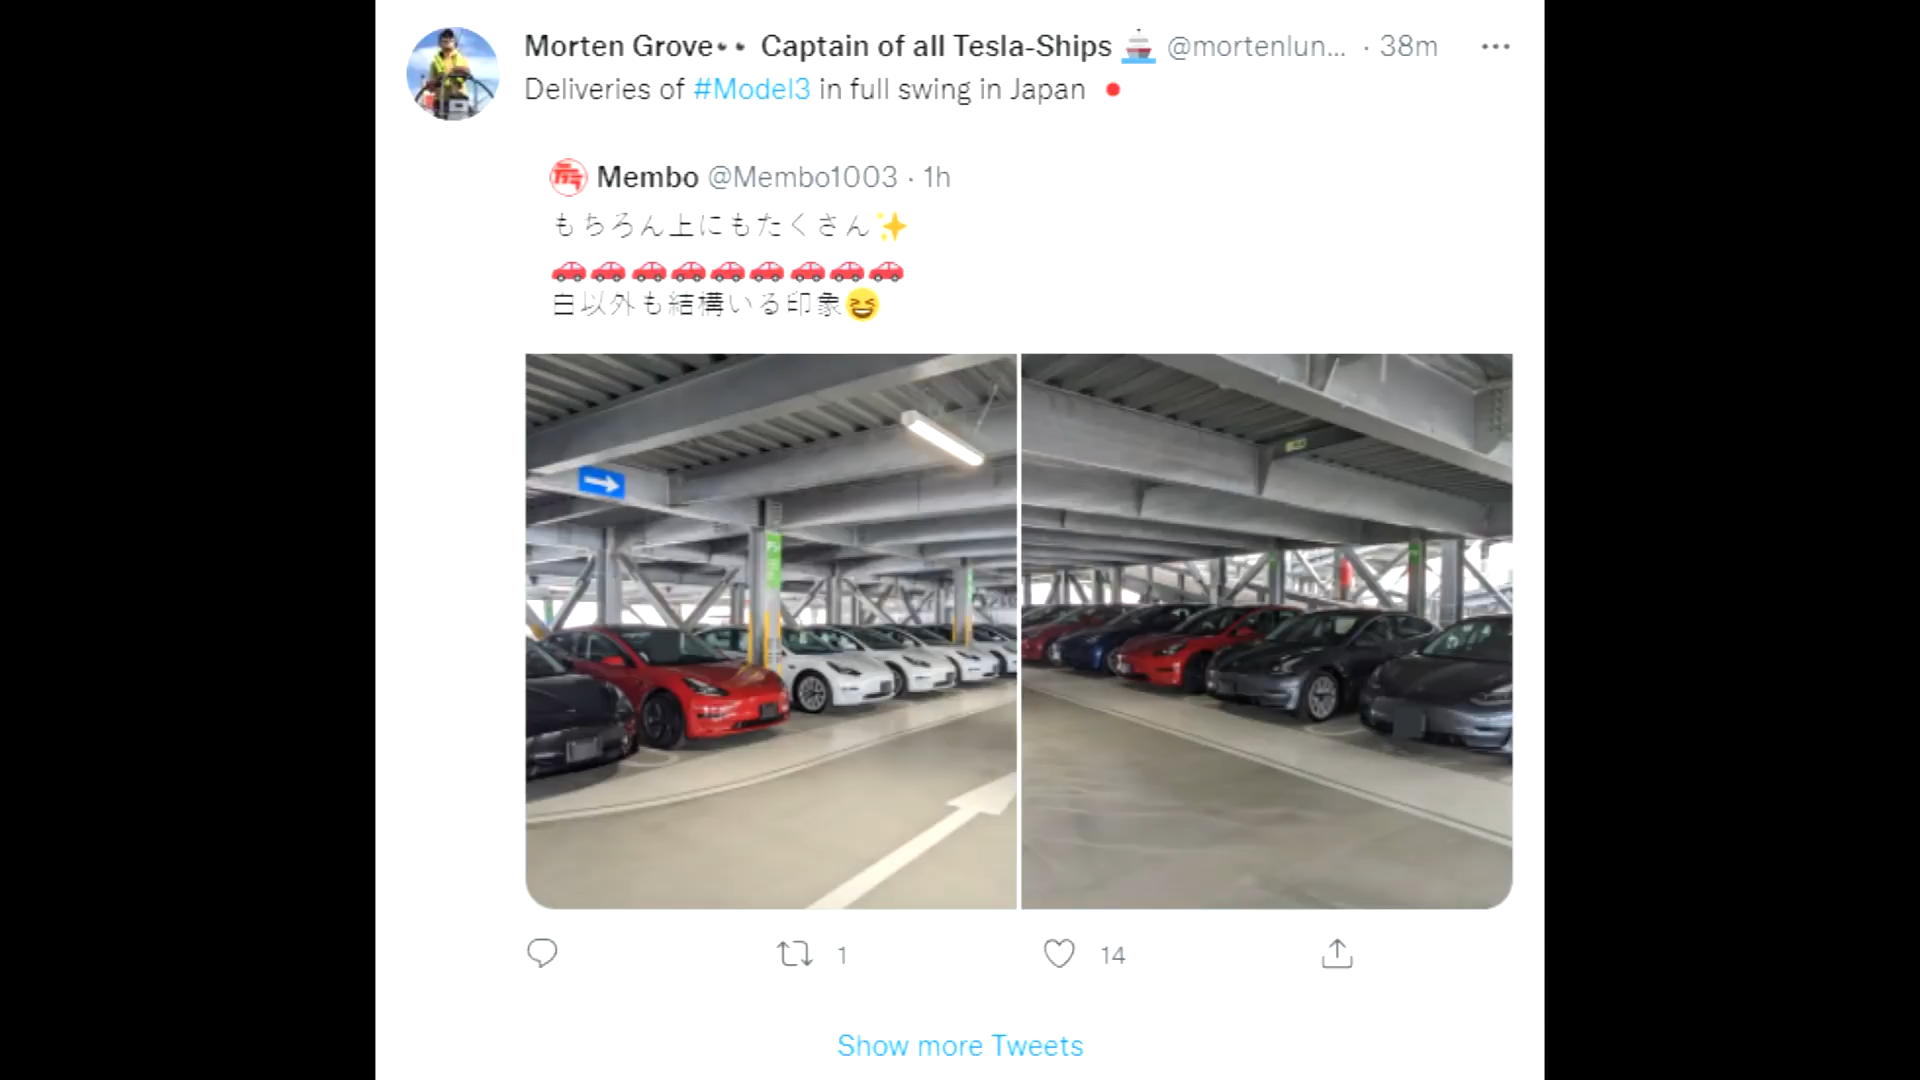 Morten Grove•• Captain of all Tesla-Ships 🚢 @mortenlun... · 38m
Deliveries of #Model3 in full swing in Japan
Membo @Membo1003 · 1h
もちろん上にもたくさん✨
🚗🚗🚗🚗🚗🚗🚗🚗🚗
白以外も結構いる印象😆
1
14
Show more Tweets